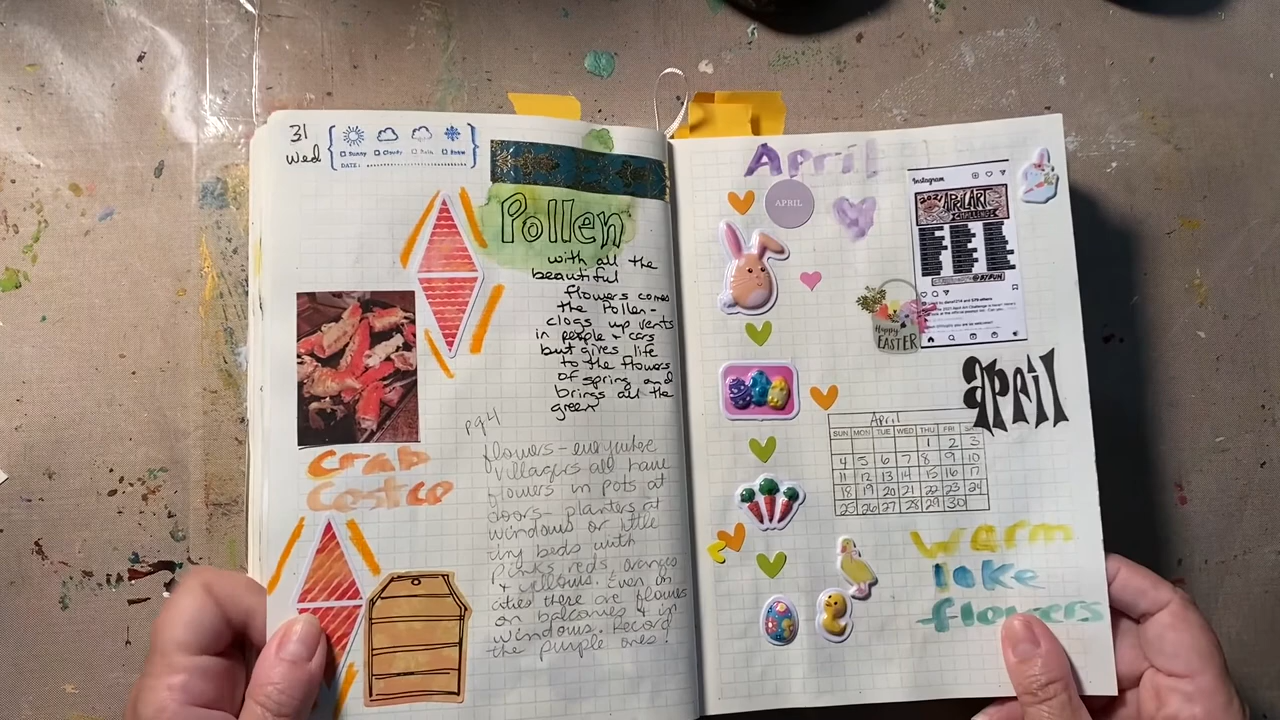 31
Wed
Sunny Cloudy Rain Snow
DATE:
Pollen
with all the
beautiful
flowers comes
the Pollen-
clogs up vents
in people + cars
but gives life
to the flowers
of spring and
brings all the
green
Crab
Costco
pg 4
flowers - everywhere
villagers all have
flowers in pots at
doors - planters at
windows or little
tiny beds with
pinks, reds, oranges
+ yellows. Even in
cities there are flowers
on balconies + in
windows. Record
the purple ones!
April
APRIL
Instagram
2021
APRIL ART
CHALLENGE
Happy
EASTER
April
April
SUN MON TUE WED THU FRI
1 2 3
4 5 6 7 8 9 10
11 12 13 14 15 16 17
18 19 20 21 22 23 24
25 26 27 28 29 30
warm
lake
flowers